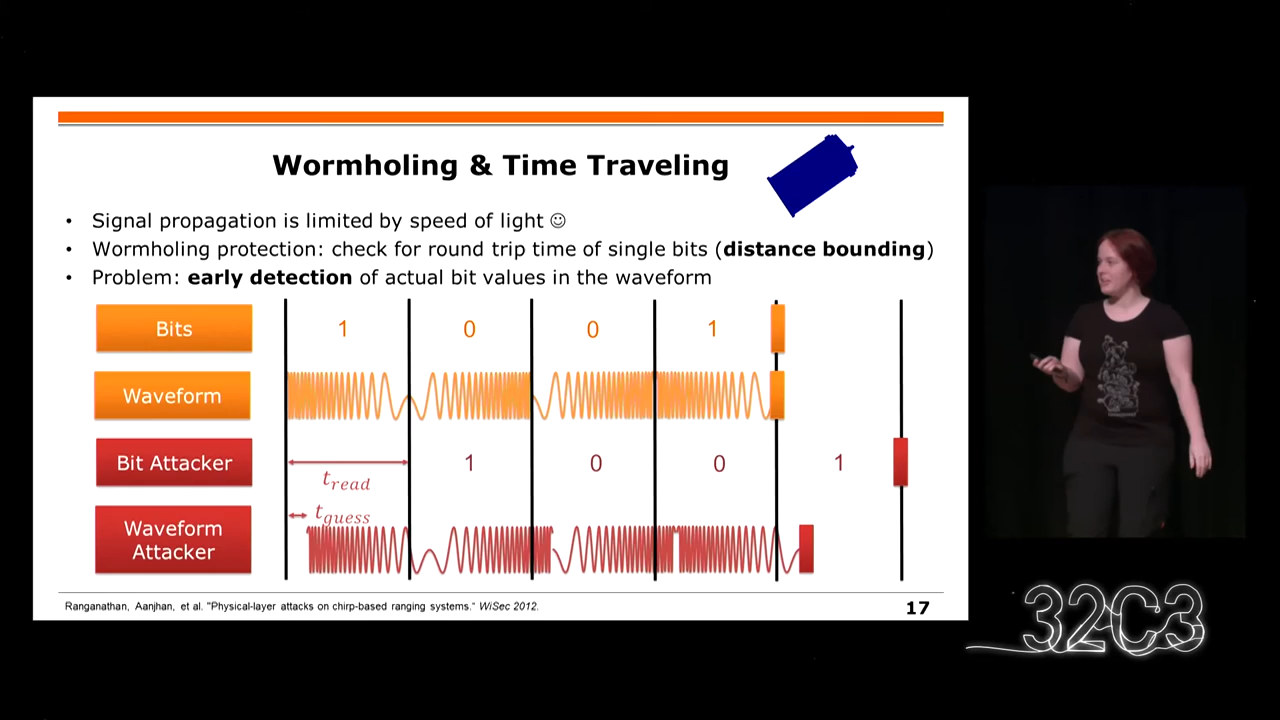 Wormholing & Time Traveling
• Signal propagation is limited by speed of light ☺
• Wormholing protection: check for round trip time of single bits (distance bounding)
• Problem: early detection of actual bit values in the waveform
Bits 1 0 0 1
Waveform
Bit Attacker 1 0 0 1
t_read
t_guess
Waveform
Attacker
Ranganathan, Aanjhan, et al. "Physical-layer attacks on chirp-based ranging systems." WiSec 2012.
17
32C3